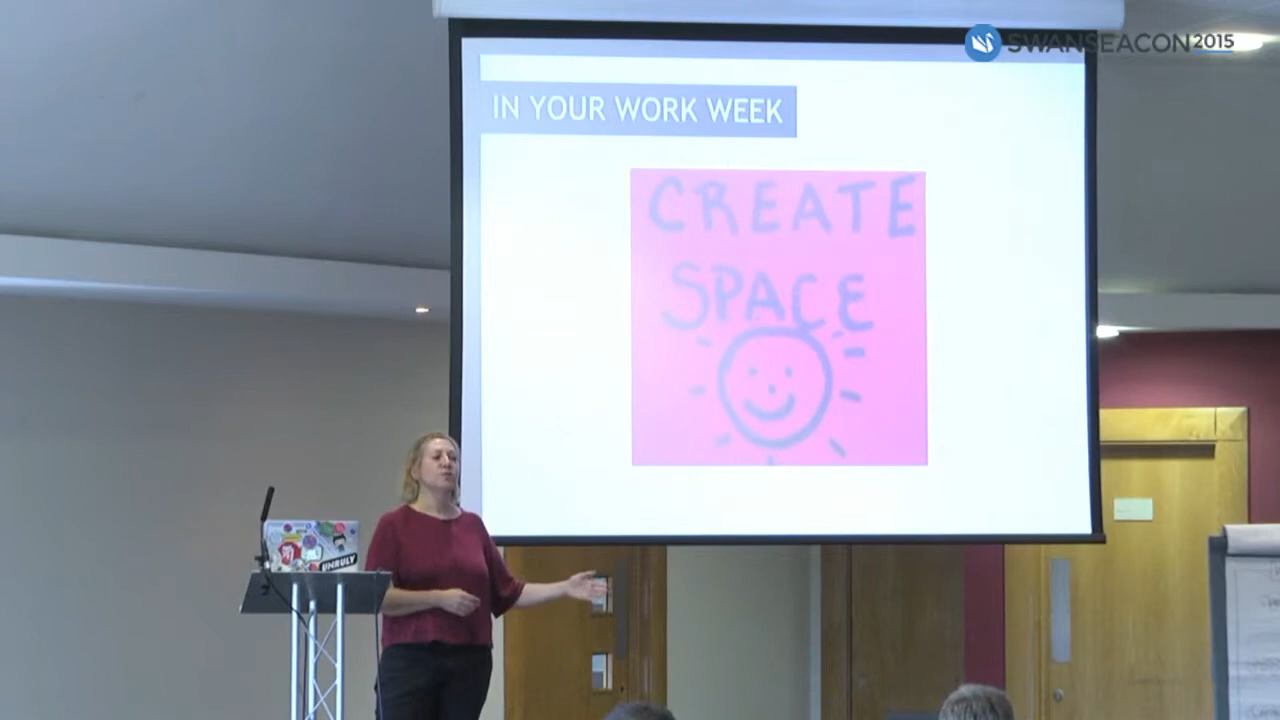 SWANSEACON2015
IN YOUR WORK WEEK
CREATE
SPACE
UNRULY